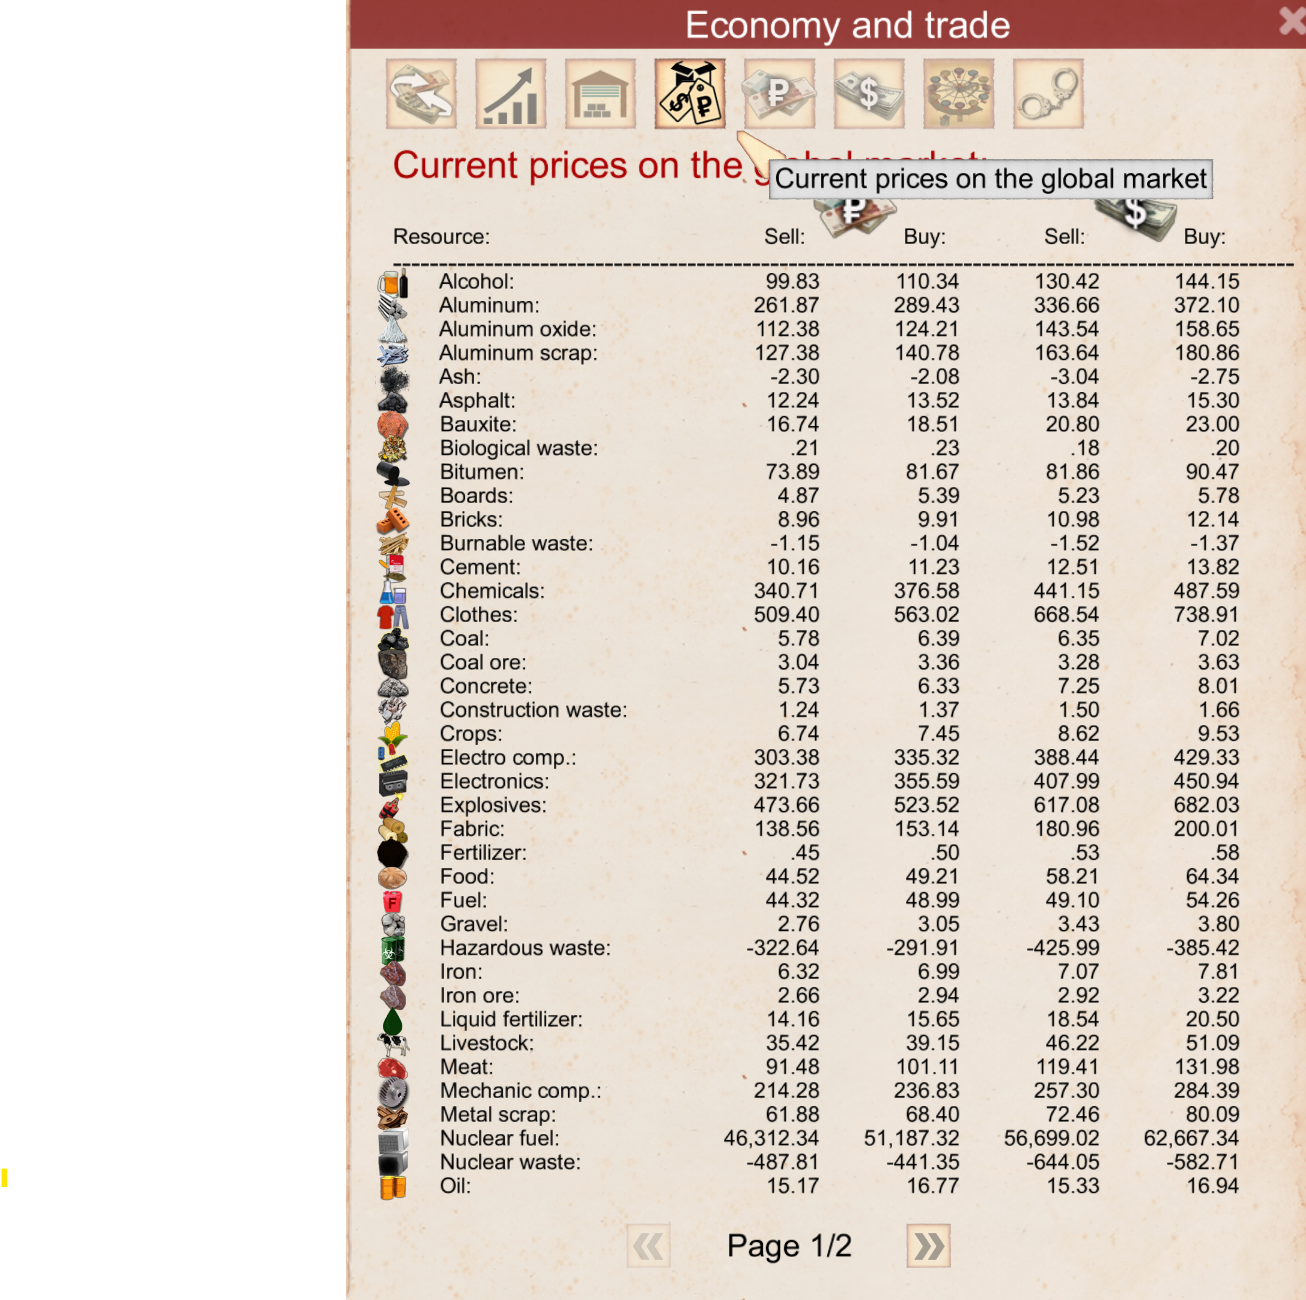 Economy and trade
Current prices on the global market:
Current prices on the global market
Resource: Sell: Buy: Sell: Buy:
Alcohol: 99.83 110.34 130.42 144.15
Aluminum: 261.87 289.43 336.66 372.10
Aluminum oxide: 112.38 124.21 143.54 158.65
Aluminum scrap: 127.38 140.78 163.64 180.86
Ash: -2.30 -2.08 -3.04 -2.75
Asphalt: 12.24 13.52 13.84 15.30
Bauxite: 16.74 18.51 20.80 23.00
Biological waste: .21 .23 .18 .20
Bitumen: 73.89 81.67 81.86 90.47
Boards: 4.87 5.39 5.23 5.78
Bricks: 8.96 9.91 10.98 12.14
Burnable waste: -1.15 -1.04 -1.52 -1.37
Cement: 10.16 11.23 12.51 13.82
Chemicals: 340.71 376.58 441.15 487.59
Clothes: 509.40 563.02 668.54 738.91
Coal: 5.78 6.39 6.35 7.02
Coal ore: 3.04 3.36 3.28 3.63
Concrete: 5.73 6.33 7.25 8.01
Construction waste: 1.24 1.37 1.50 1.66
Crops: 6.74 7.45 8.62 9.53
Electro comp.: 303.38 335.32 388.44 429.33
Electronics: 321.73 355.59 407.99 450.94
Explosives: 473.66 523.52 617.08 682.03
Fabric: 138.56 153.14 180.96 200.01
Fertilizer: .45 .50 .53 .58
Food: 44.52 49.21 58.21 64.34
Fuel: 44.32 48.99 49.10 54.26
Gravel: 2.76 3.05 3.43 3.80
Hazardous waste: -322.64 -291.91 -425.99 -385.42
Iron: 6.32 6.99 7.07 7.81
Iron ore: 2.66 2.94 2.92 3.22
Liquid fertilizer: 14.16 15.65 18.54 20.50
Livestock: 35.42 39.15 46.22 51.09
Meat: 91.48 101.11 119.41 131.98
Mechanic comp.: 214.28 236.83 257.30 284.39
Metal scrap: 61.88 68.40 72.46 80.09
Nuclear fuel: 46,312.34 51,187.32 56,699.02 62,667.34
Nuclear waste: -487.81 -441.35 -644.05 -582.71
Oil: 15.17 16.77 15.33 16.94
Page 1/2